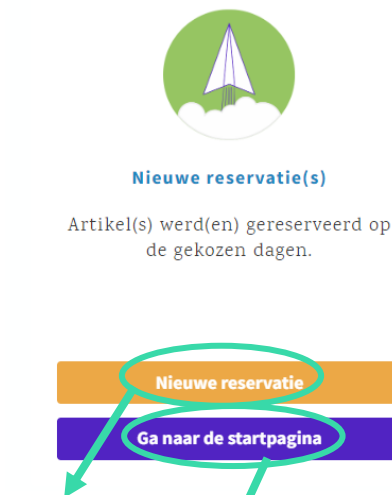 Nieuwe reservatie(s)
Artikel(s) werd(en) gereserveerd op
de gekozen dagen.
Nieuwe reservatie
Ga naar de startpagina